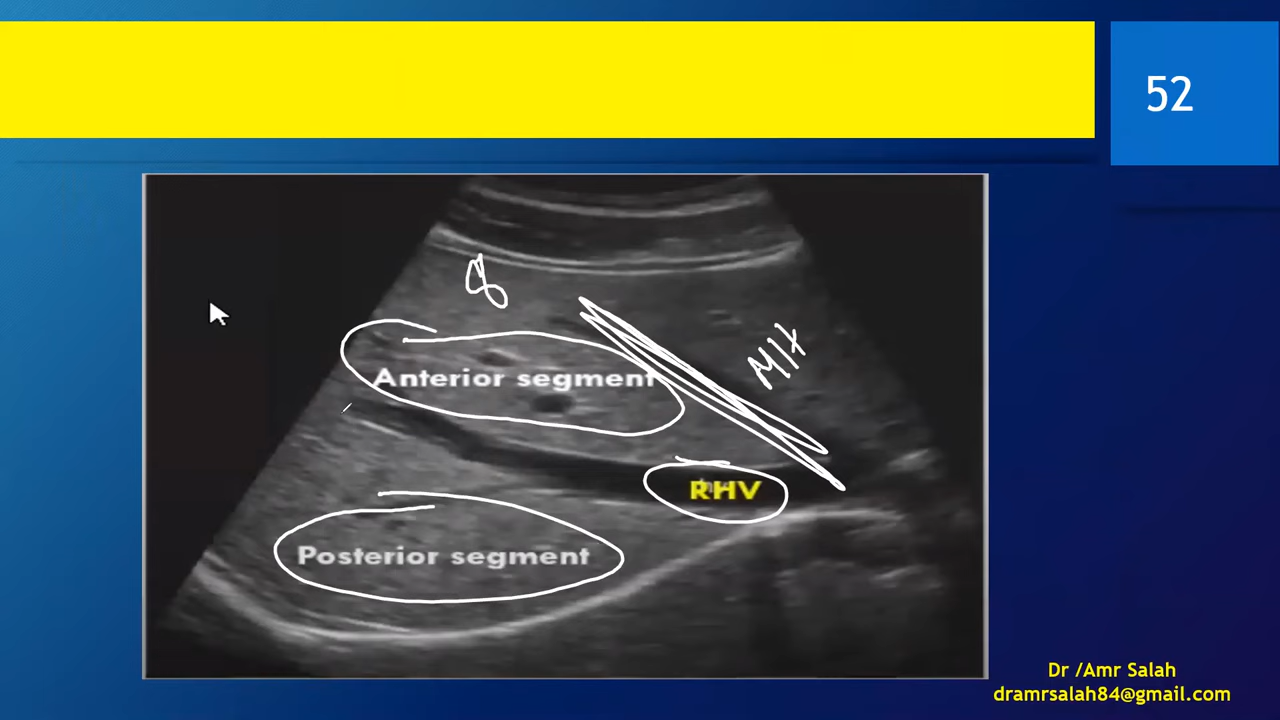 52
8
MH
Anterior segment
RHV
Posterior segment
Dr /Amr Salah
dramrsalah84@gmail.com